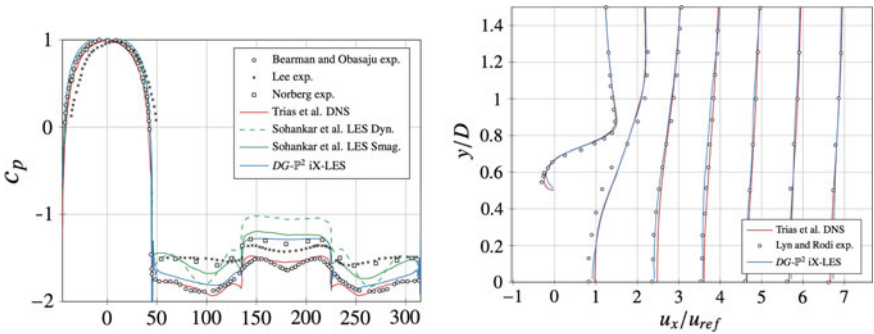 1
0
−1
−2
c_p
0
50
100
150
200
250
300
Bearman and Obasaju exp.
Lee exp.
Norberg exp.
Trias et al. DNS
Sohankar et al. LES Dyn.
Sohankar et al. LES Smag.
DG-ℙ² iX-LES
1.4
1.2
1
0.8
0.6
0.4
0.2
0
y/D
−1
0
1
2
3
4
5
6
7
u_x/u_ref
Trias et al. DNS
Lyn and Rodi exp.
DG-ℙ² iX-LES